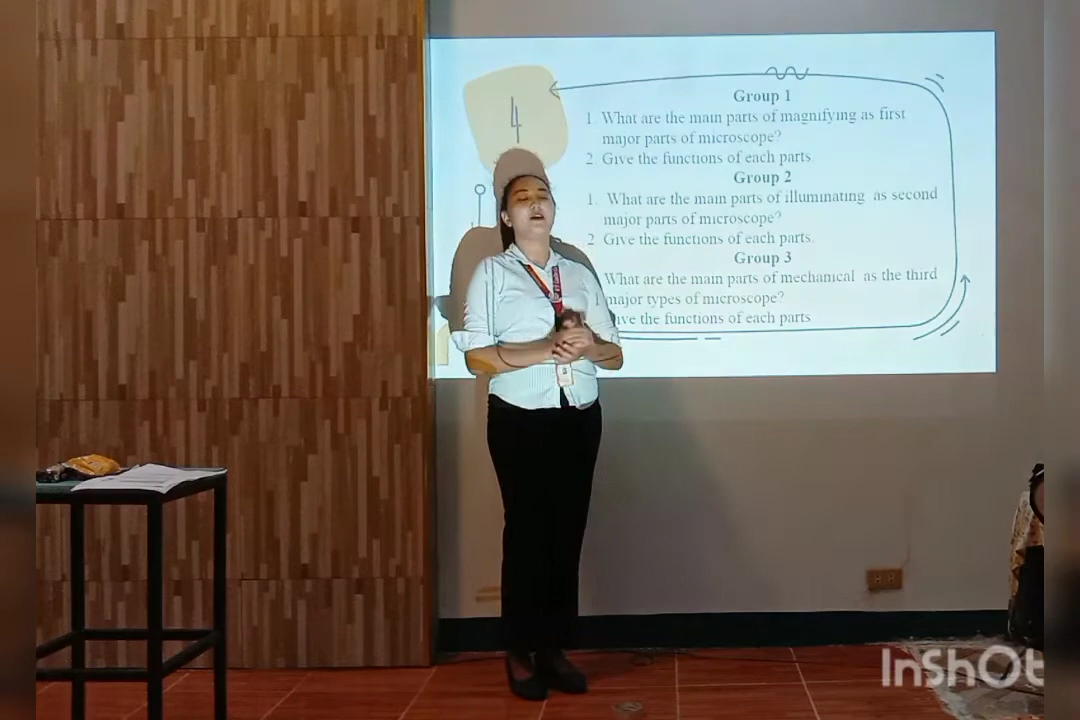 4
Group 1
1. What are the main parts of magnifying as first
major parts of microscope?
2. Give the functions of each parts.
Group 2
1. What are the main parts of illuminating as second
major parts of microscope?
2 Give the functions of each parts.
Group 3
What are the main parts of mechanical as the third
1 major types of microscope?
the functions of each parts
InShOt